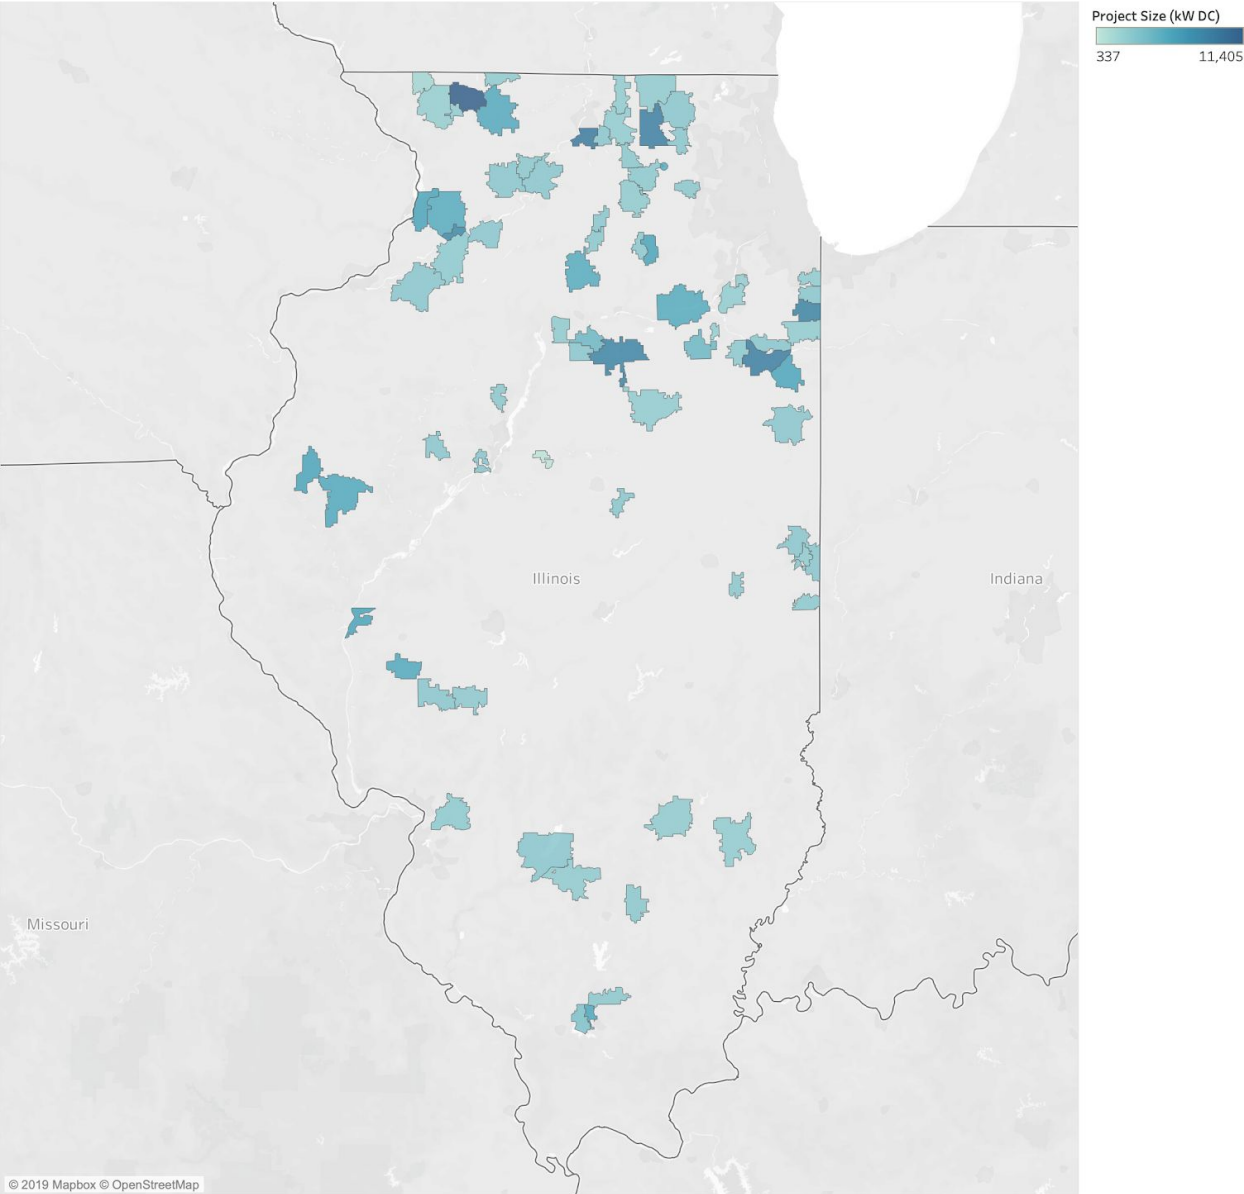 Project Size (kW DC)
337 11,405
Illinois
Indiana
Missouri
© 2019 Mapbox © OpenStreetMap